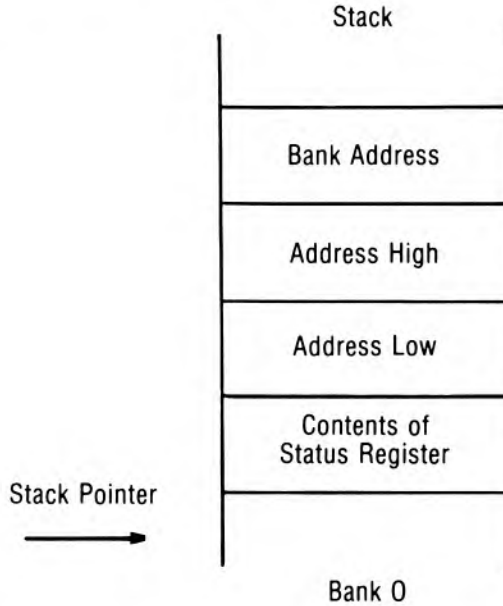 Stack
Bank Address
Address High
Address Low
Contents of
Status Register
Stack Pointer
Bank 0